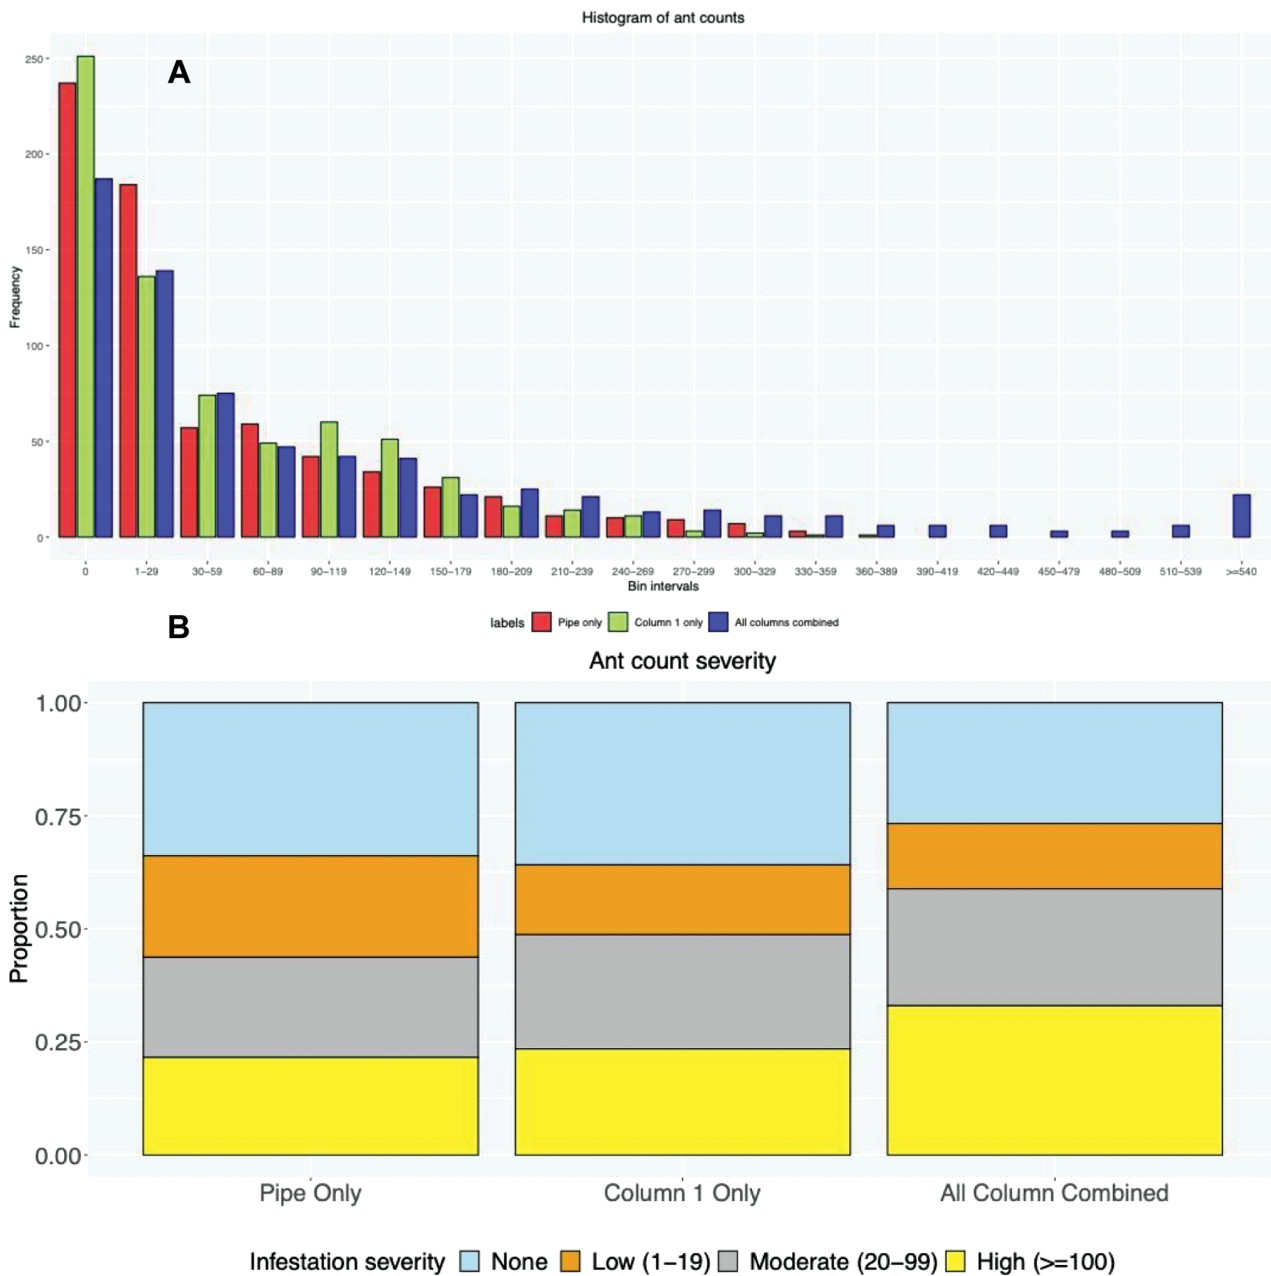 Histogram of ant counts
A
250
200
150
100
50
0
Frequency
0 1–29 30–59 60–89 90–119 120–149 150–179 180–209 210–239 240–269 270–299 300–329 330–359 360–389 390–419 420–449 450–479 480–509 510–539 >=540
Bin intervals
labels Pipe only Column 1 only All columns combined
B
Ant count severity
1.00
0.75
0.50
0.25
0.00
Proportion
Pipe Only Column 1 Only All Column Combined
Infestation severity None Low (1–19) Moderate (20–99) High (>=100)